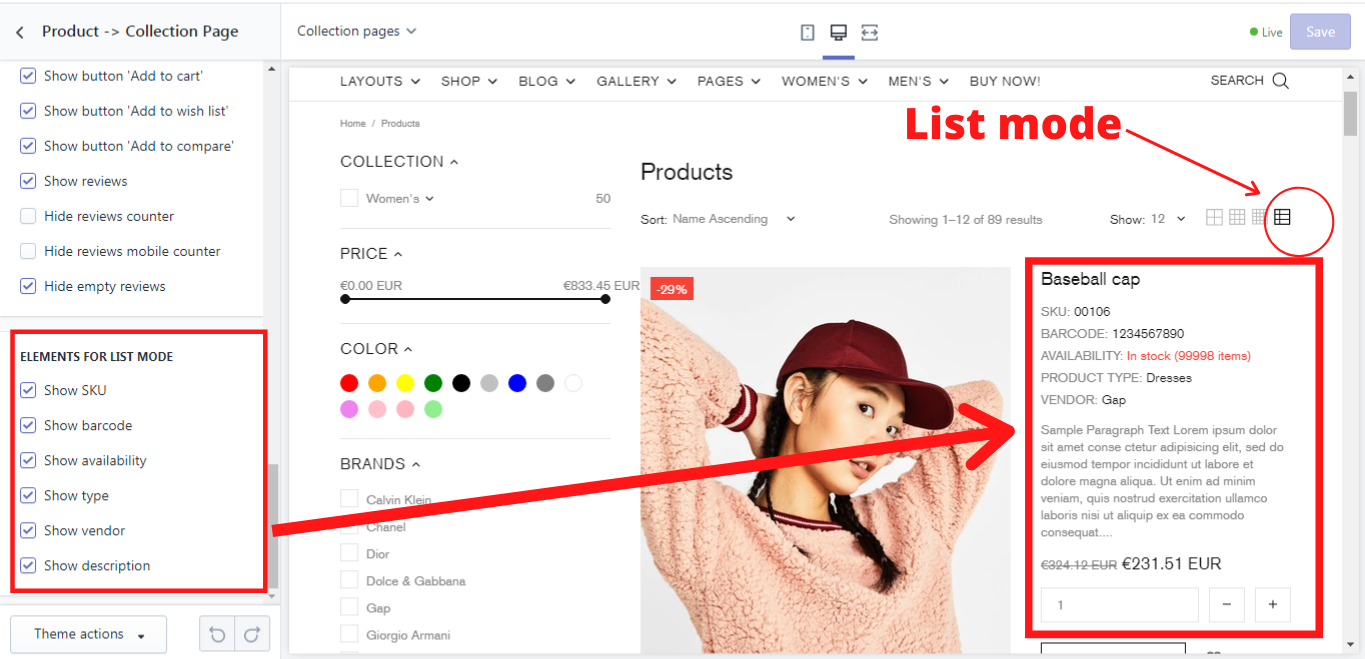 Product -> Collection Page
Collection pages
Live
Save
Show button 'Add to cart'
Show button 'Add to wish list'
Show button 'Add to compare'
Show reviews
Hide reviews counter
Hide reviews mobile counter
Hide empty reviews
ELEMENTS FOR LIST MODE
Show SKU
Show barcode
Show availability
Show type
Show vendor
Show description
Theme actions
LAYOUTS SHOP BLOG GALLERY PAGES WOMEN'S MEN'S BUY NOW! SEARCH
Home / Products
List mode
COLLECTION
Women's 50
PRICE
€0.00 EUR €833.45 EUR
COLOR
BRANDS
Calvin Klein
Chanel
Dior
Dolce & Gabbana
Gap
Giorgio Armani
Products
Sort: Name Ascending Showing 1–12 of 89 results Show: 12
-29%
Baseball cap
SKU: 00106
BARCODE: 1234567890
AVAILABILITY: In stock (99998 items)
PRODUCT TYPE: Dresses
VENDOR: Gap
Sample Paragraph Text Lorem ipsum dolor
sit amet conse ctetur adipisicing elit, sed do
eiusmod tempor incididunt ut labore et
dolore magna aliqua. Ut enim ad minim
veniam, quis nostrud exercitation ullamco
laboris nisi ut aliquip ex ea commodo
consequat....
€324.12 EUR €231.51 EUR
1 − +